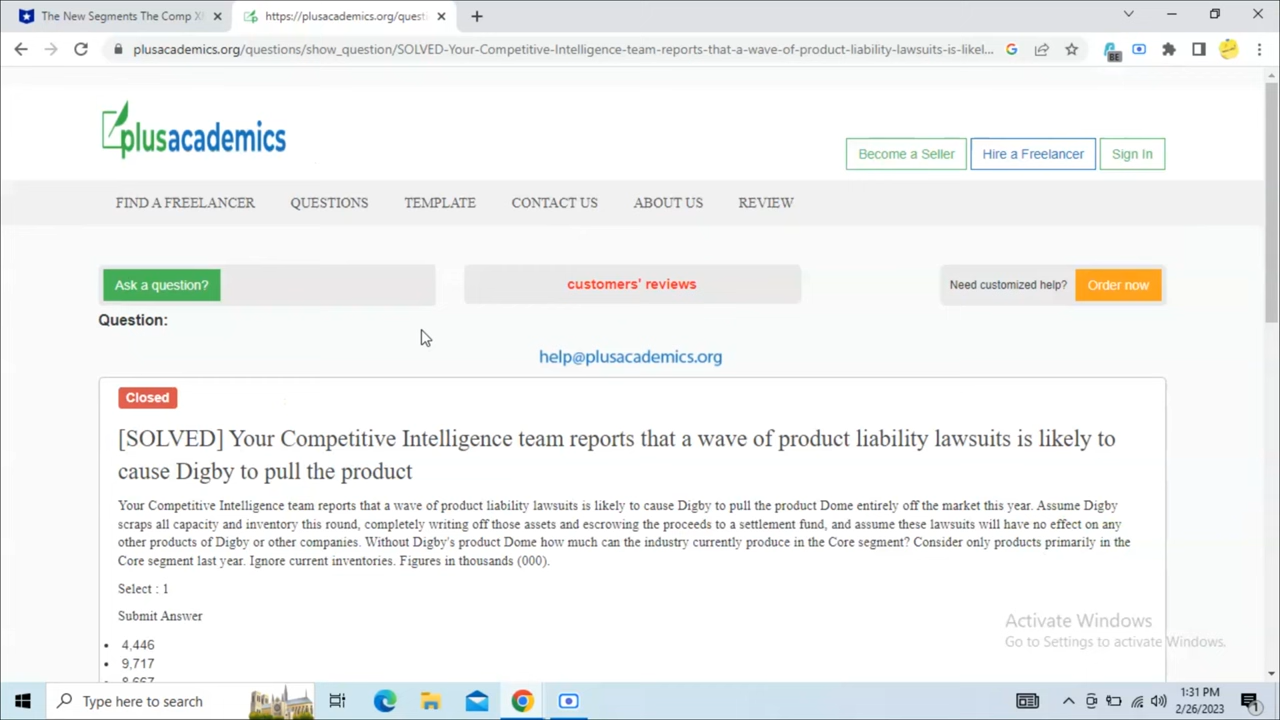 The New Segments The Comp X
https://plusacademics.org/quest
plusacademics.org/questions/show_question/SOLVED-Your-Competitive-Intelligence-team-reports-that-a-wave-of-product-liability-lawsuits-is-likel...
BE
plusacademics
Become a Seller
Hire a Freelancer
Sign In
FIND A FREELANCER
QUESTIONS
TEMPLATE
CONTACT US
ABOUT US
REVIEW
Ask a question?
customers' reviews
Need customized help?
Order now
Question:
help@plusacademics.org
Closed
[SOLVED] Your Competitive Intelligence team reports that a wave of product liability lawsuits is likely to
cause Digby to pull the product
Your Competitive Intelligence team reports that a wave of product liability lawsuits is likely to cause Digby to pull the product Dome entirely off the market this year. Assume Digby
scraps all capacity and inventory this round, completely writing off those assets and escrowing the proceeds to a settlement fund, and assume these lawsuits will have no effect on any
other products of Digby or other companies. Without Digby's product Dome how much can the industry currently produce in the Core segment? Consider only products primarily in the
Core segment last year. Ignore current inventories. Figures in thousands (000).
Select : 1
Submit Answer
4,446
9,717
8,667
Activate Windows
Go to Settings to activate Windows.
Type here to search
1:31 PM
2/26/2023
1